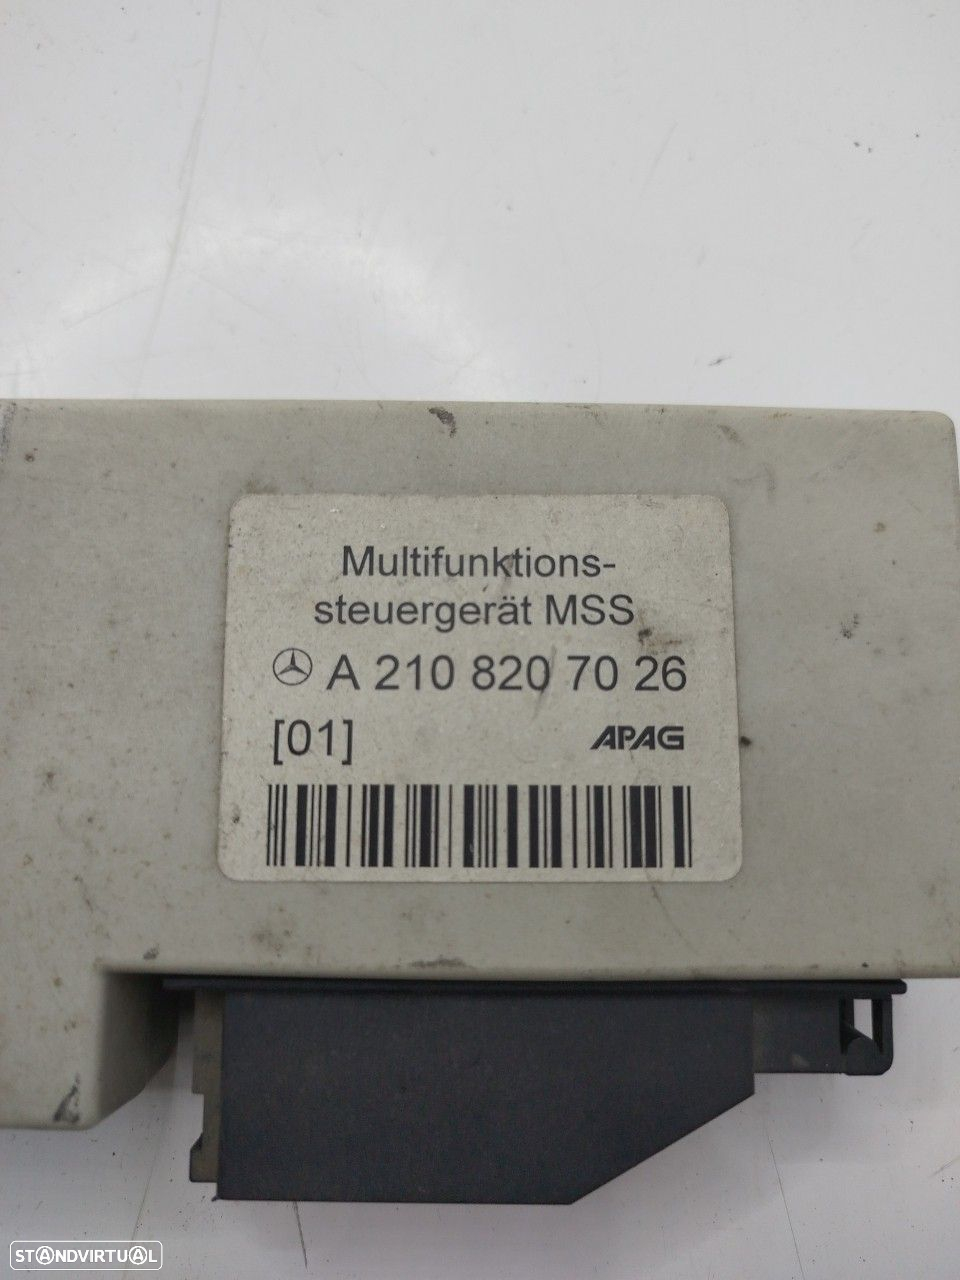 Multifunktions-
steuergerät MSS
A 210 820 70 26
[01] APAG
STANDVIRTUAL